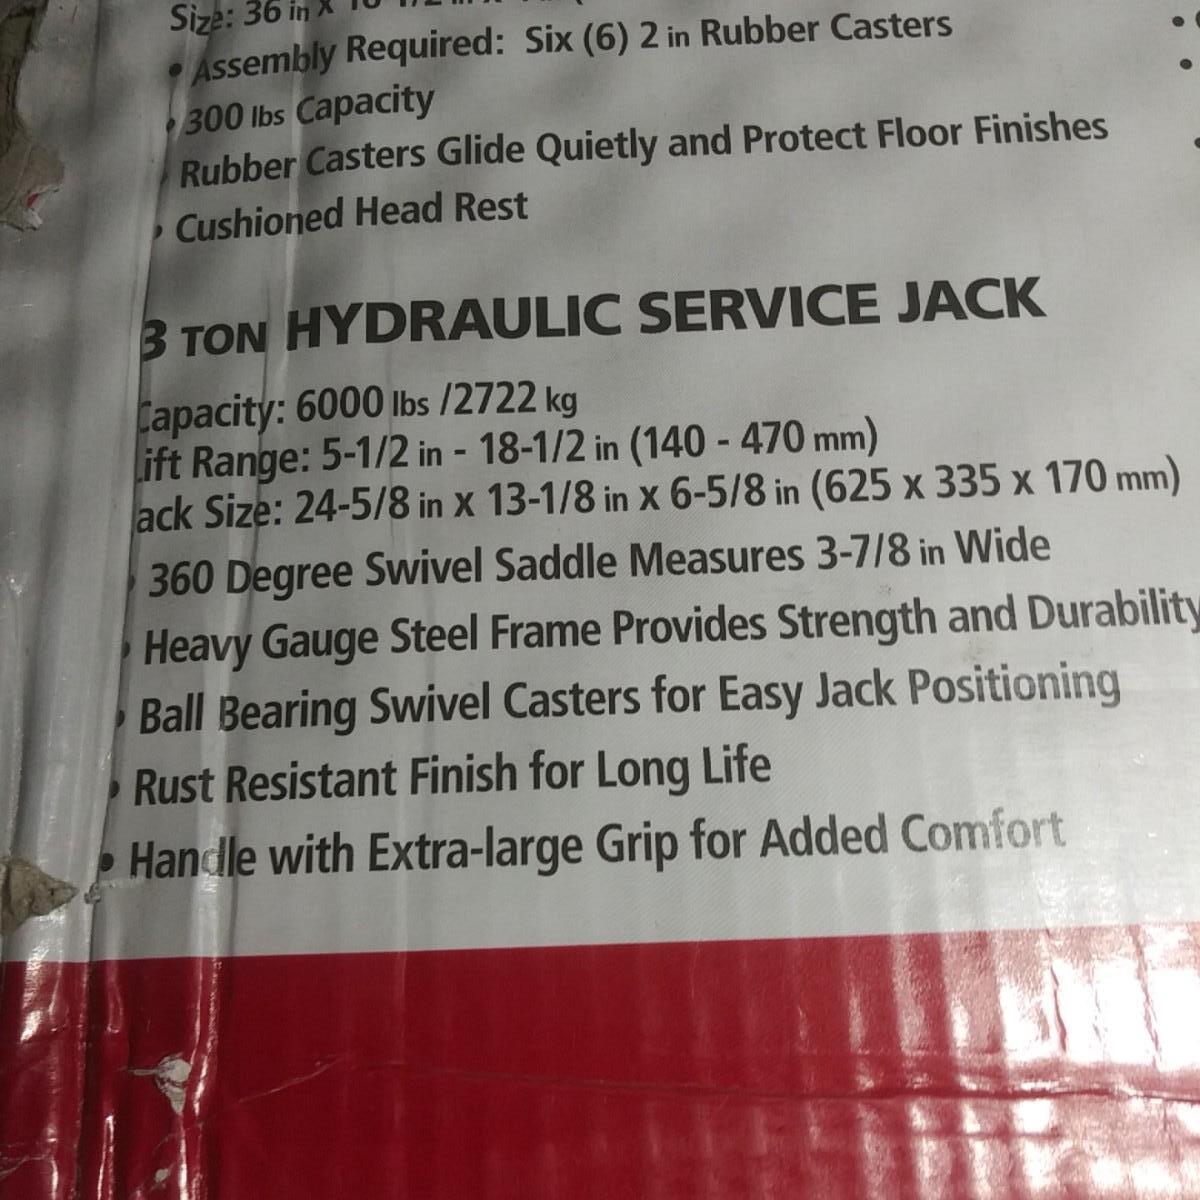 Size: 36 in x
• Assembly Required: Six (6) 2 in Rubber Casters
• 300 lbs Capacity
Rubber Casters Glide Quietly and Protect Floor Finishes
• Cushioned Head Rest
3 TON HYDRAULIC SERVICE JACK
Capacity: 6000 lbs /2722 kg
ift Range: 5-1/2 in - 18-1/2 in (140 - 470 mm)
ack Size: 24-5/8 in x 13-1/8 in x 6-5/8 in (625 x 335 x 170 mm)
• 360 Degree Swivel Saddle Measures 3-7/8 in Wide
• Heavy Gauge Steel Frame Provides Strength and Durability
• Ball Bearing Swivel Casters for Easy Jack Positioning
• Rust Resistant Finish for Long Life
• Handle with Extra-large Grip for Added Comfort